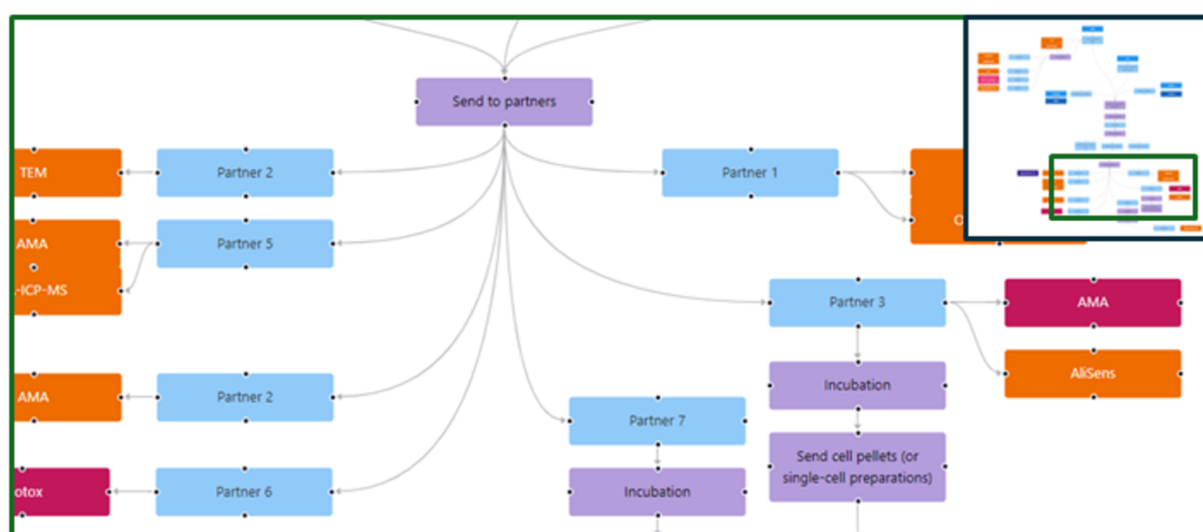 Send to partners
TEM
Partner 2
Partner 1
AMA
Partner 5
-ICP-MS
Partner 3
AMA
AliSens
AMA
Partner 2
Incubation
Partner 7
Send cell pellets (or
single-cell preparations)
otox
Partner 6
Incubation